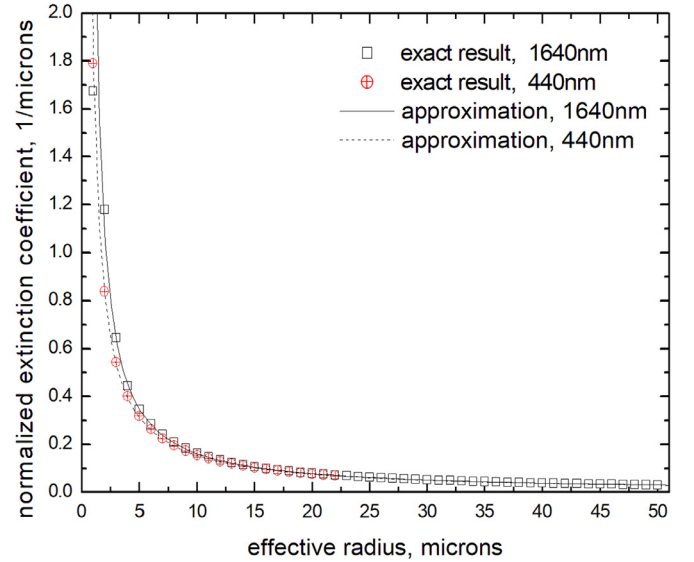 2.0
1.8
1.6
1.4
1.2
1.0
0.8
0.6
0.4
0.2
0.0
normalized extinction coefficient, 1/microns
exact result, 1640nm
exact result, 440nm
approximation, 1640nm
approximation, 440nm
0 5 10 15 20 25 30 35 40 45 50
effective radius, microns